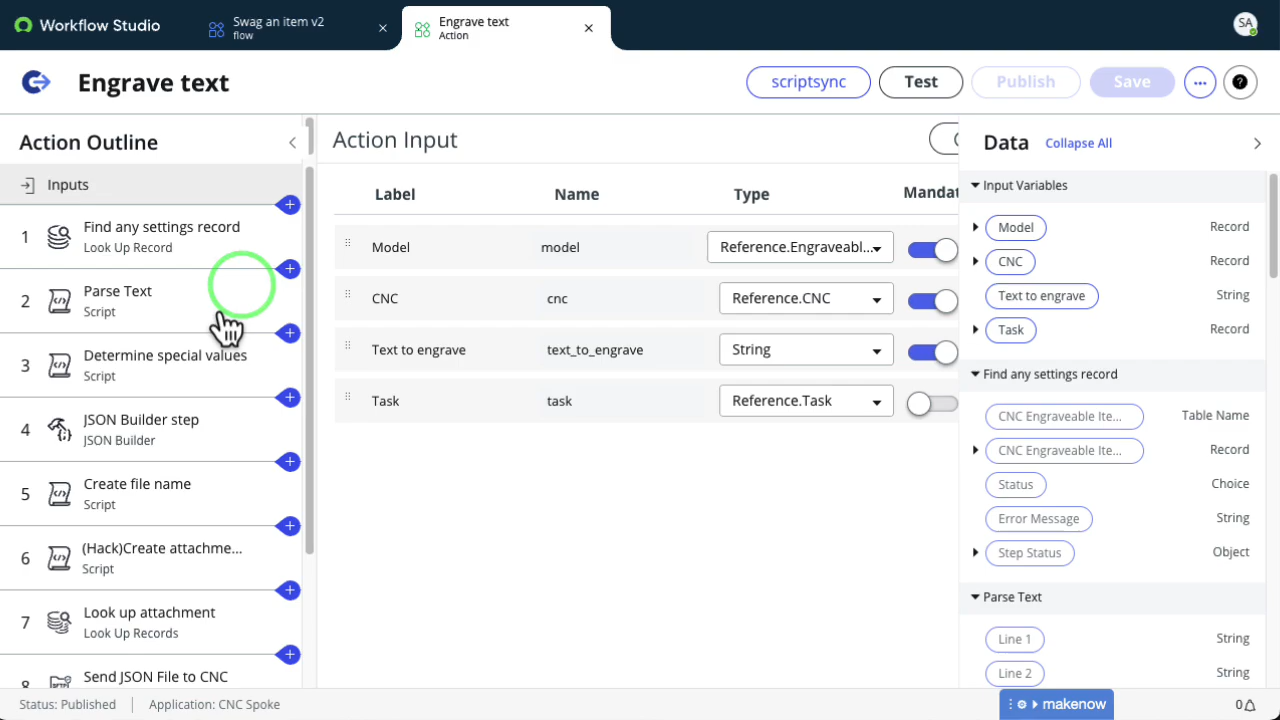 Workflow Studio
Swag an item v2
flow
Engrave text
Action
SA
Engrave text
scriptsync
Test
Publish
Save
Action Outline
Inputs
1
Find any settings record
Look Up Record
2
Parse Text
Script
3
Determine special values
Script
4
JSON Builder step
JSON Builder
5
Create file name
Script
6
(Hack)Create attachme...
Script
7
Look up attachment
Look Up Records
8
Send JSON File to CNC
Action Input
Label
Name
Type
Mandat
Model
model
Reference.Engraveabl...
CNC
cnc
Reference.CNC
Text to engrave
text_to_engrave
String
Task
task
Reference.Task
Data
Collapse All
Input Variables
Model
Record
CNC
Record
Text to engrave
String
Task
Record
Find any settings record
CNC Engraveable Ite...
Table Name
CNC Engraveable Ite...
Record
Status
Choice
Error Message
String
Step Status
Object
Parse Text
Line 1
String
Line 2
String
Status: Published
Application: CNC Spoke
makenow
0